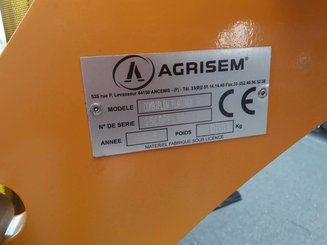 AGRISEM®
535 rue P. Levasseur 44150 ANCENIS - (F) - Tél. 33(0)2.51.14.14.40 Fax 33 (0)2.40.96.32.36
MODELE
N° DE SERIE
ANNEE POIDS Kg
CE
MATERIEL FABRIQUE SOUS LICENCE